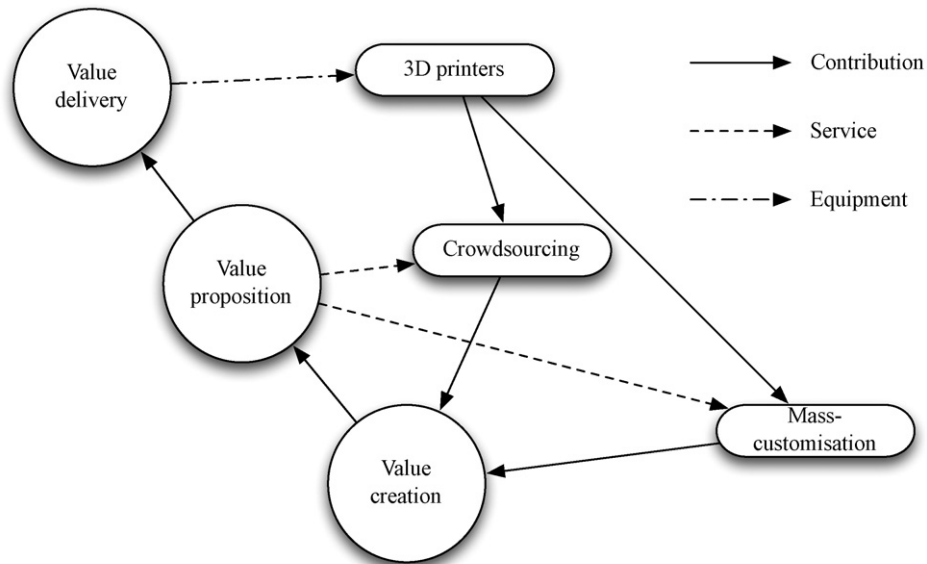 Value
delivery
3D printers
Contribution
Service
Equipment
Value
proposition
Crowdsourcing
Mass-
customisation
Value
creation